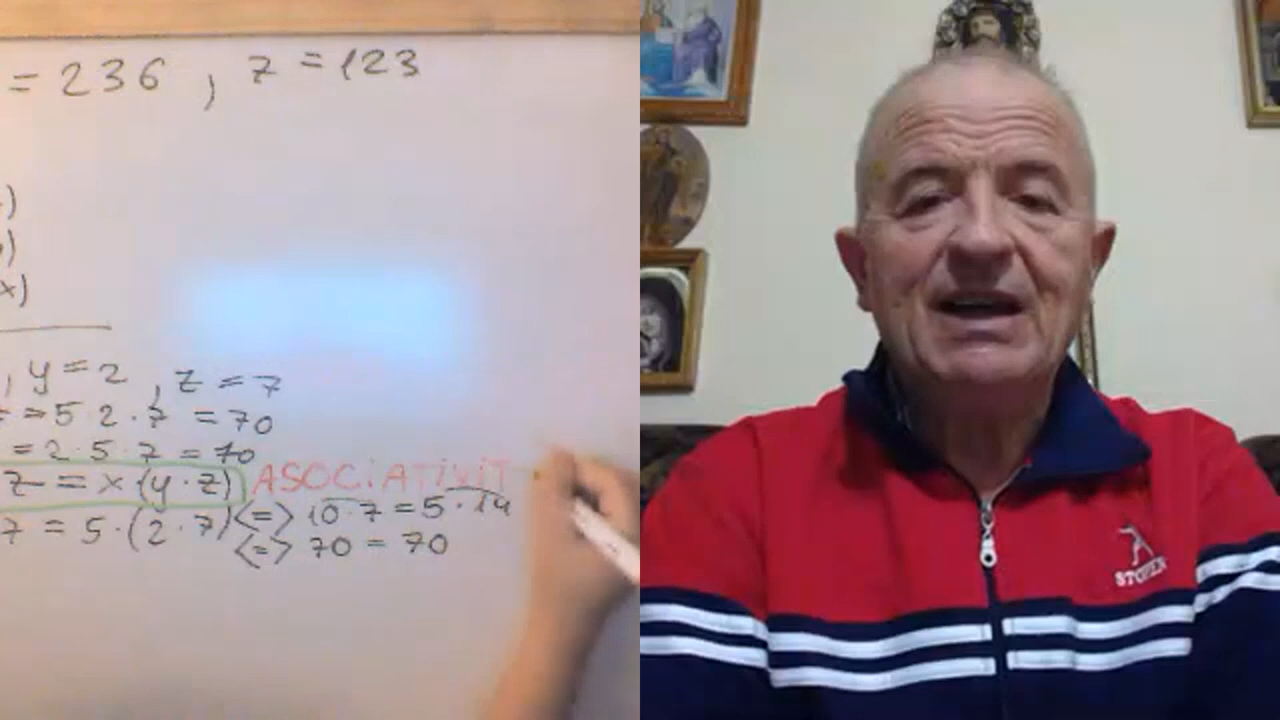 = 236 , z = 123
)
)
x)
, y = 2 , z = 7
= 5 · 2 · 7 = 70
= 2 · 5 · 7 = 70
z = x (y · z) ASOCiATiViT
7 = 5 · (2 · 7) <=> 10 · 7 = 5 · 14
<=> 70 = 70